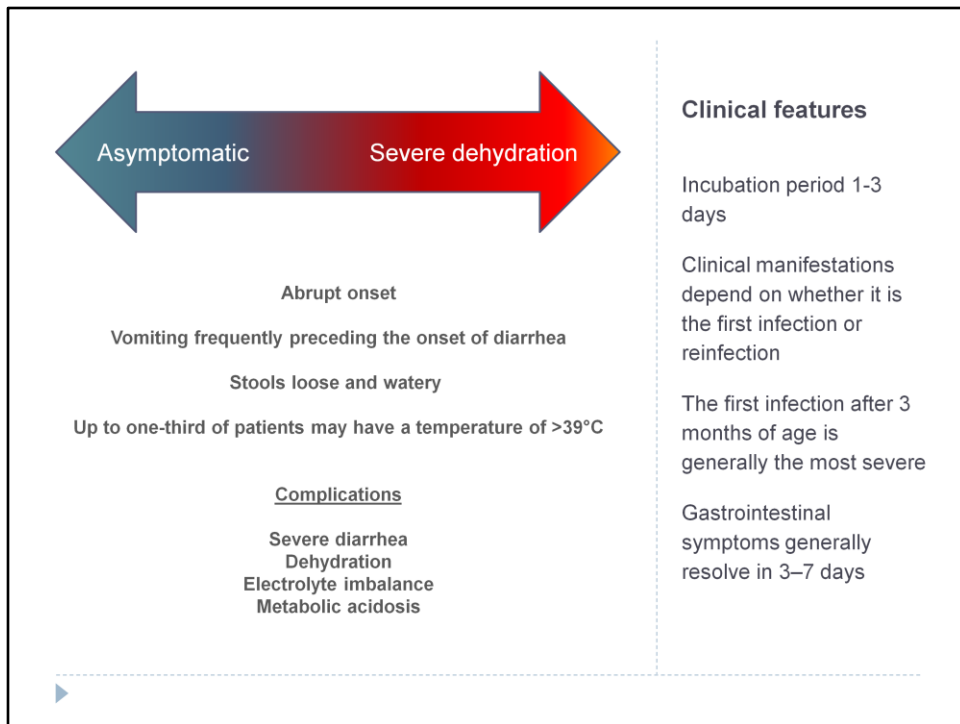 Asymptomatic
Severe dehydration
Abrupt onset
Vomiting frequently preceding the onset of diarrhea
Stools loose and watery
Up to one-third of patients may have a temperature of >39°C
Complications
Severe diarrhea
Dehydration
Electrolyte imbalance
Metabolic acidosis
Clinical features
Incubation period 1-3
days
Clinical manifestations
depend on whether it is
the first infection or
reinfection
The first infection after 3
months of age is
generally the most severe
Gastrointestinal
symptoms generally
resolve in 3–7 days